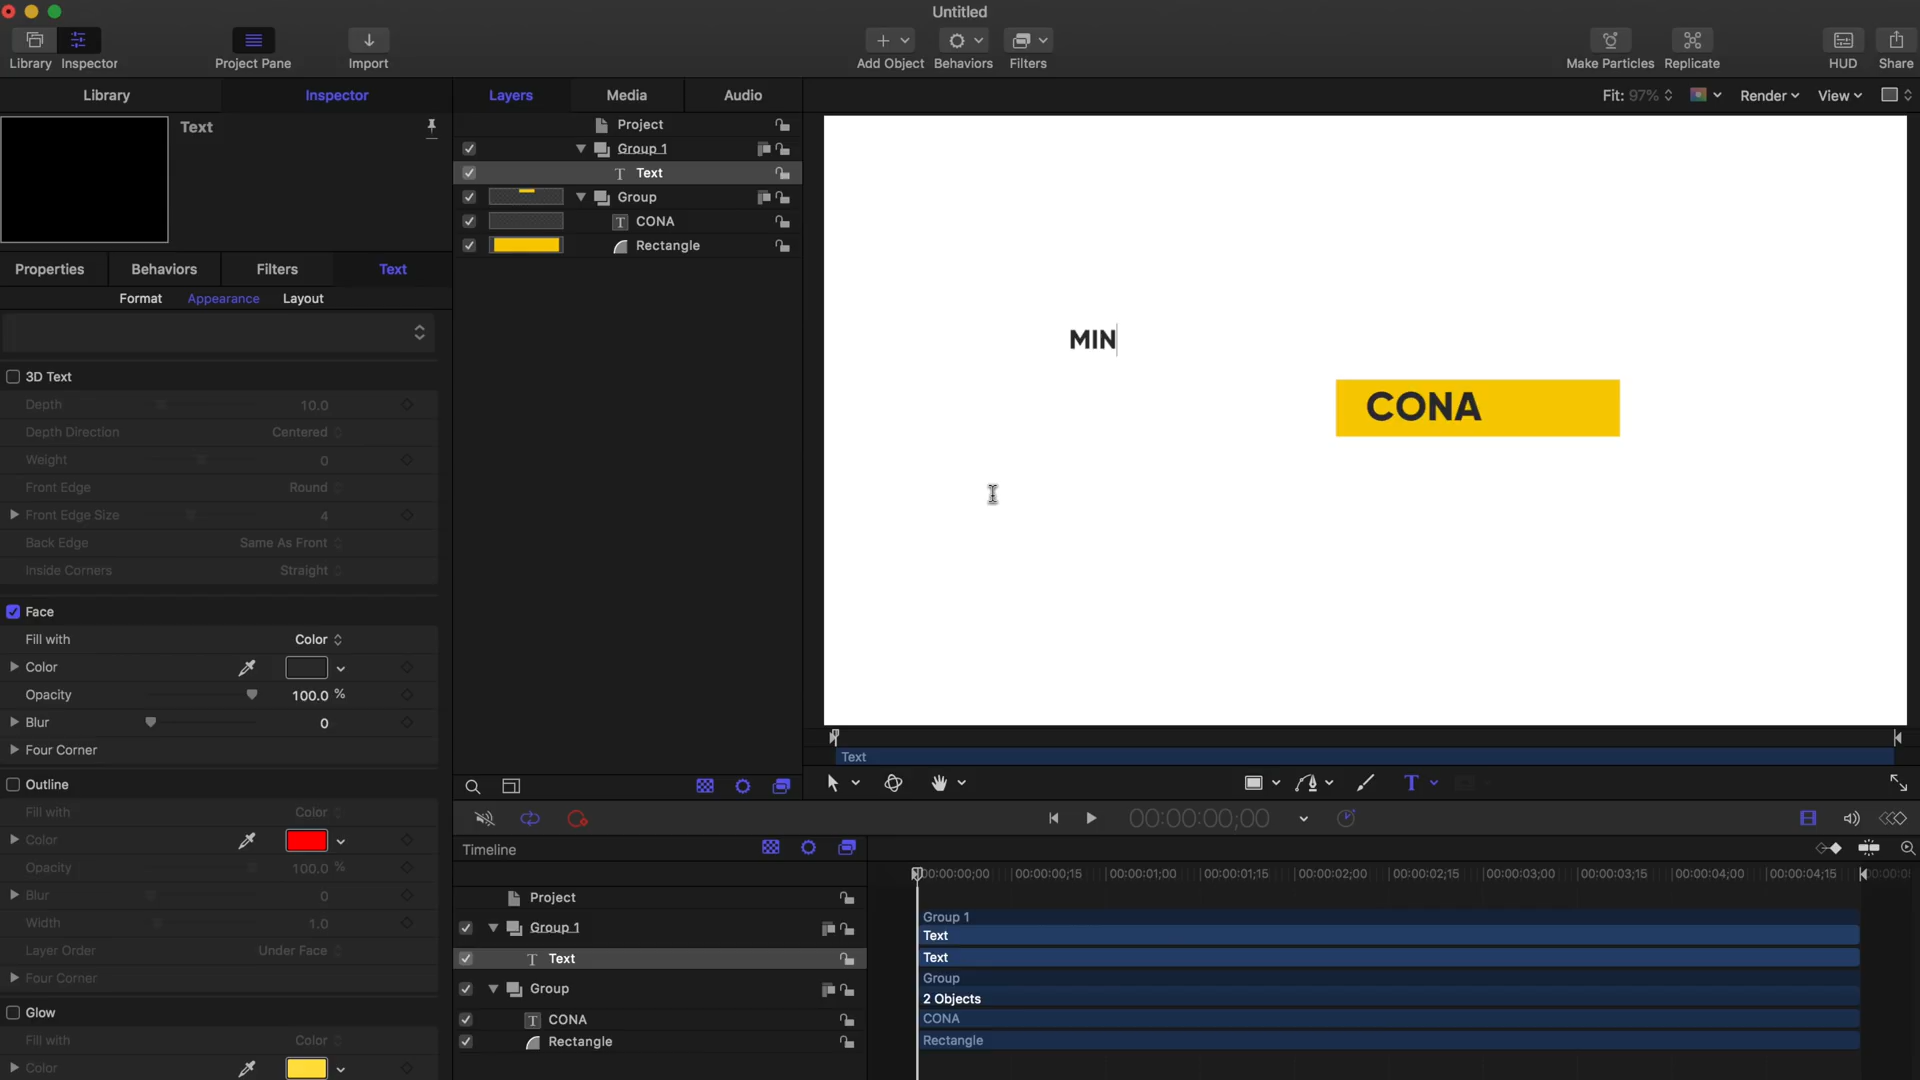 Untitled
Library
Inspector
Project Pane
Import
Add Object
Behaviors
Filters
Make Particles
Replicate
HUD
Share
Library
Inspector
Layers
Media
Audio
Fit: 97%
Render
View
Text
Project
Group 1
Text
Group
CONA
Rectangle
Properties
Behaviors
Filters
Text
Format
Appearance
Layout
3D Text
Depth 10.0
Depth Direction Centered
Weight 0
Front Edge Round
Front Edge Size 4
Back Edge Same As Front
Inside Corners Straight
Face
Fill with Color
Color
Opacity 100.0 %
Blur 0
Four Corner
Outline
Fill with Color
Color
Opacity 100.0 %
Blur 0
Width 1.0
Layer Order Under Face
Four Corner
Glow
Fill with Color
Color
MIN
CONA
Text
T
00:00:00;00
Timeline
00:00:00;00
00:00:00;15
00:00:01;00
00:00:01;15
00:00:02;00
00:00:02;15
00:00:03;00
00:00:03;15
00:00:04;00
00:00:04;15
Project
Group 1
Text
Group
CONA
Rectangle
Group 1
Text
Text
Group
2 Objects
CONA
Rectangle